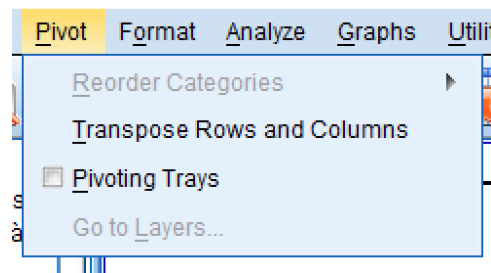 Pivot Format Analyze Graphs
Reorder Categories
Transpose Rows and Columns
Pivoting Trays
Go to Layers...